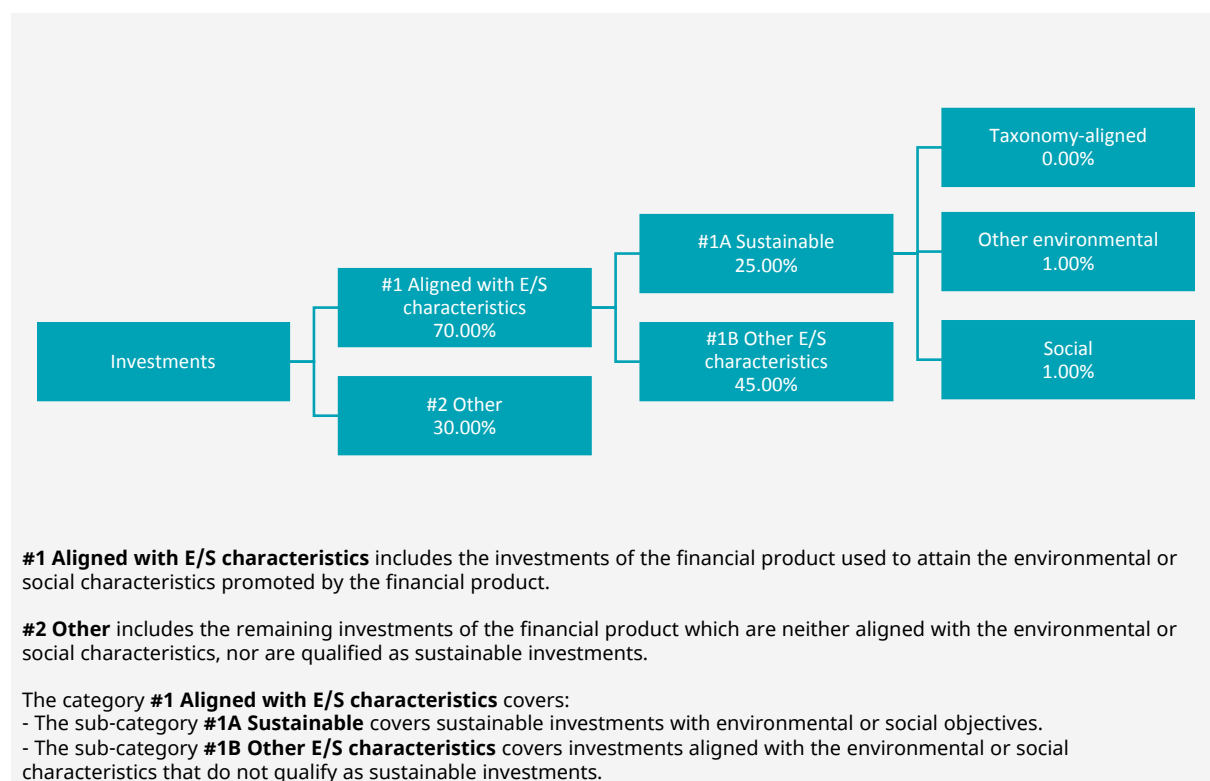 Investments
#1 Aligned with E/S
characteristics
70.00%
#2 Other
30.00%
#1A Sustainable
25.00%
#1B Other E/S
characteristics
45.00%
Taxonomy-aligned
0.00%
Other environmental
1.00%
Social
1.00%
#1 Aligned with E/S characteristics includes the investments of the financial product used to attain the environmental or
social characteristics promoted by the financial product.
#2 Other includes the remaining investments of the financial product which are neither aligned with the environmental or
social characteristics, nor are qualified as sustainable investments.
The category #1 Aligned with E/S characteristics covers:
- The sub-category #1A Sustainable covers sustainable investments with environmental or social objectives.
- The sub-category #1B Other E/S characteristics covers investments aligned with the environmental or social
characteristics that do not qualify as sustainable investments.